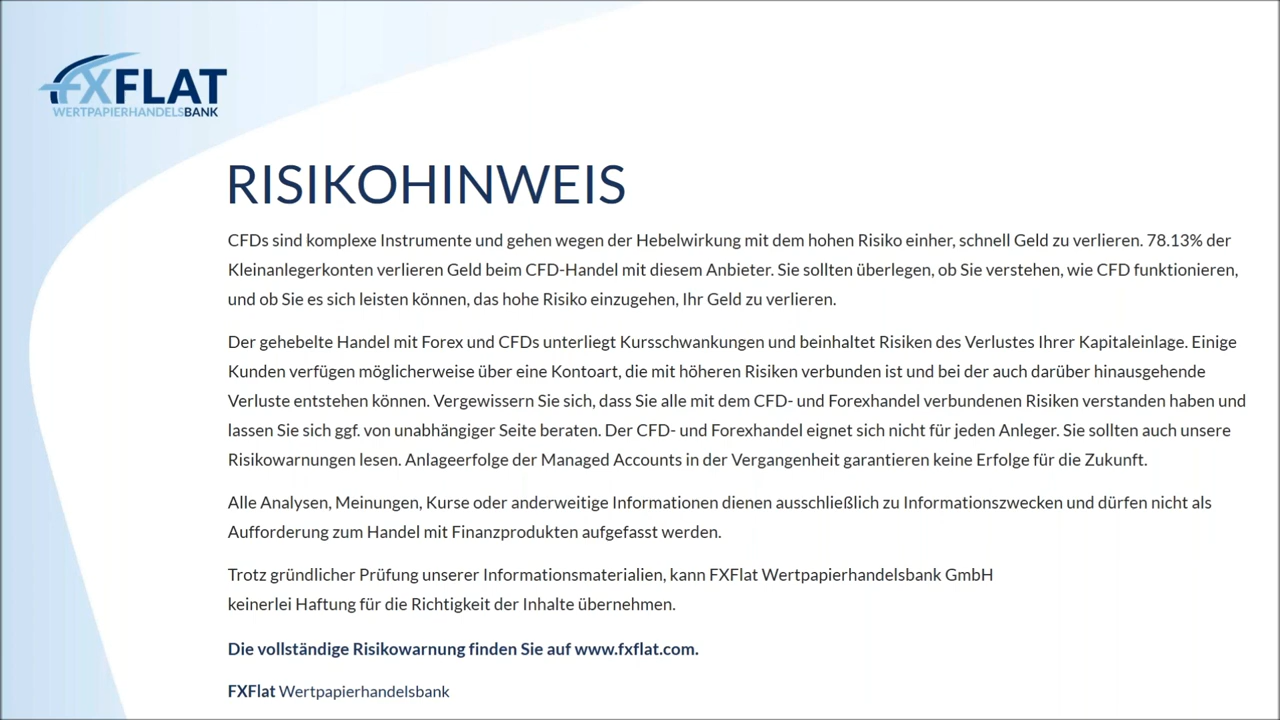 FXFLAT
WERTPAPIERHANDELSBANK
RISIKOHINWEIS
CFDs sind komplexe Instrumente und gehen wegen der Hebelwirkung mit dem hohen Risiko einher, schnell Geld zu verlieren. 78.13% der
Kleinanlegerkonten verlieren Geld beim CFD-Handel mit diesem Anbieter. Sie sollten überlegen, ob Sie verstehen, wie CFD funktionieren,
und ob Sie es sich leisten können, das hohe Risiko einzugehen, Ihr Geld zu verlieren.
Der gehebelte Handel mit Forex und CFDs unterliegt Kursschwankungen und beinhaltet Risiken des Verlustes Ihrer Kapitaleinlage. Einige
Kunden verfügen möglicherweise über eine Kontoart, die mit höheren Risiken verbunden ist und bei der auch darüber hinausgehende
Verluste entstehen können. Vergewissern Sie sich, dass Sie alle mit dem CFD- und Forexhandel verbundenen Risiken verstanden haben und
lassen Sie sich ggf. von unabhängiger Seite beraten. Der CFD- und Forexhandel eignet sich nicht für jeden Anleger. Sie sollten auch unsere
Risikowarnungen lesen. Anlageerfolge der Managed Accounts in der Vergangenheit garantieren keine Erfolge für die Zukunft.
Alle Analysen, Meinungen, Kurse oder anderweitige Informationen dienen ausschließlich zu Informationszwecken und dürfen nicht als
Aufforderung zum Handel mit Finanzprodukten aufgefasst werden.
Trotz gründlicher Prüfung unserer Informationsmaterialien, kann FXFlat Wertpapierhandelsbank GmbH
keinerlei Haftung für die Richtigkeit der Inhalte übernehmen.
Die vollständige Risikowarnung finden Sie auf www.fxflat.com.
FXFlat Wertpapierhandelsbank